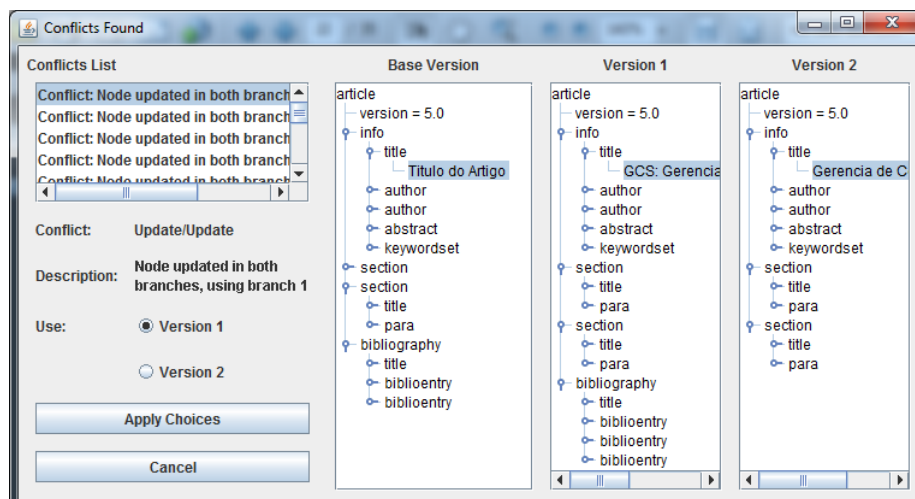 Conflicts Found
Conflicts List
Conflict: Node updated in both branch
Conflict: Node updated in both branch
Conflict: Node updated in both branch
Conflict: Node updated in both branch
Conflict: Node updated in both branch
Conflict: Update/Update
Description: Node updated in both
branches, using branch 1
Use: Version 1
Version 2
Apply Choices
Cancel
Base Version
article
version = 5.0
info
title
Titulo do Artigo
author
author
abstract
keywordset
section
section
title
para
bibliography
title
biblioentry
biblioentry
Version 1
article
version = 5.0
info
title
GCS: Gerencia
author
author
abstract
keywordset
section
title
para
section
title
para
bibliography
title
biblioentry
biblioentry
biblioentry
Version 2
article
version = 5.0
info
title
Gerencia de C
author
author
abstract
keywordset
section
title
para
section
title
para